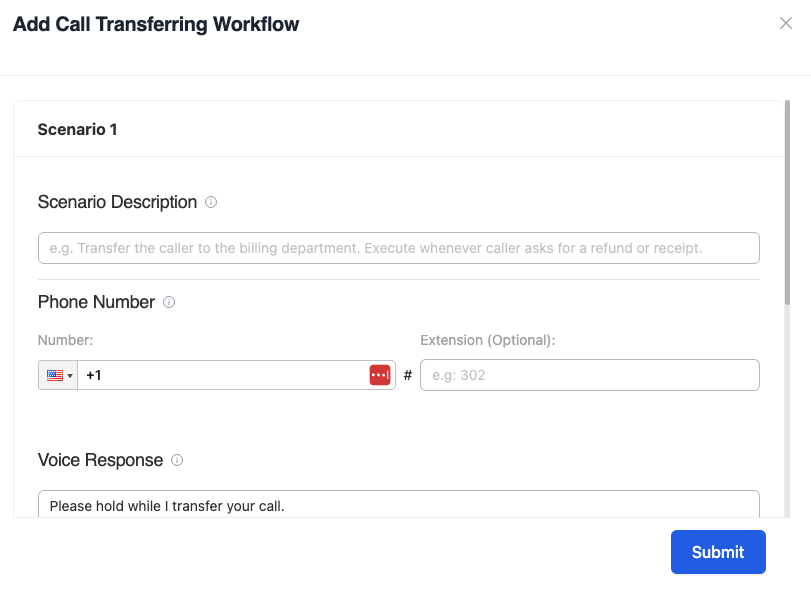 Add Call Transferring Workflow
Scenario 1
Scenario Description
e.g. Transfer the caller to the billing department. Execute whenever caller asks for a refund or receipt.
Phone Number
Number: Extension (Optional):
+1 # e.g: 302
Voice Response
Please hold while I transfer your call.
Submit